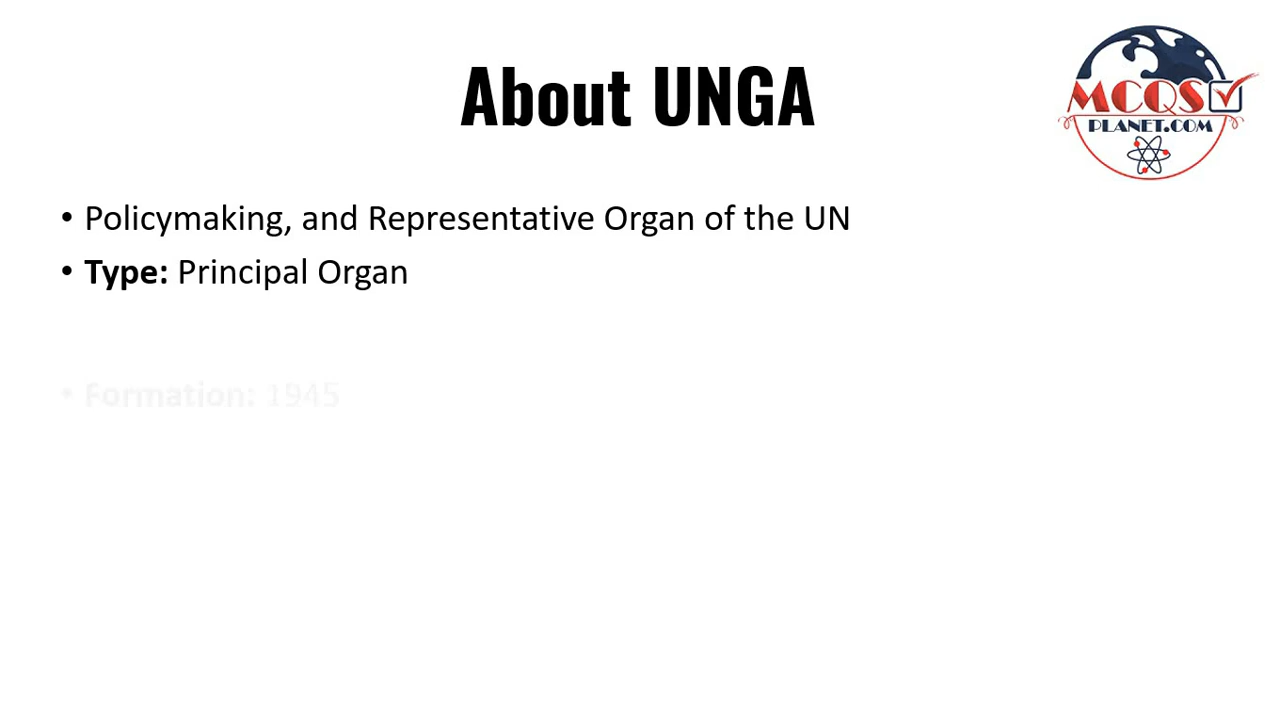 About UNGA
MCQS
PLANET.COM
• Policymaking, and Representative Organ of the UN
• Type: Principal Organ
• Formation: 1945